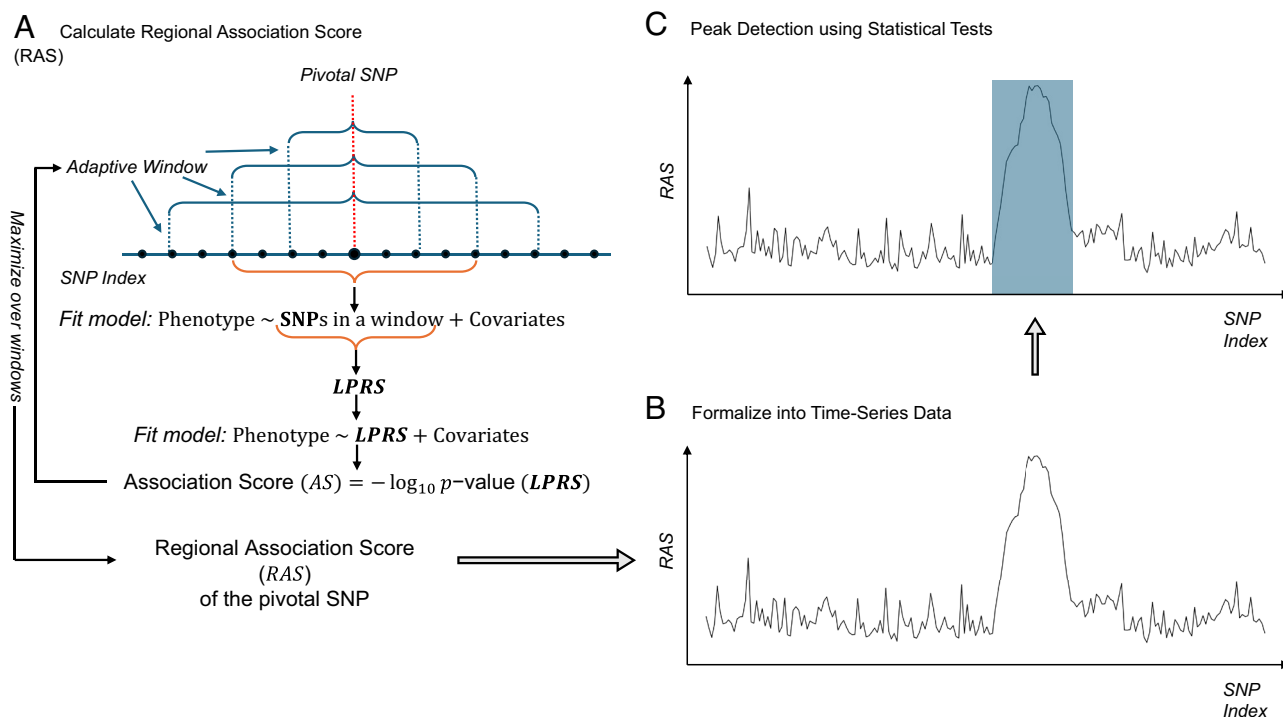 A Calculate Regional Association Score
(RAS)
Pivotal SNP
Adaptive Window
Maximize over windows
SNP Index
Fit model: Phenotype ~ SNPs in a window + Covariates
LPRS
Fit model: Phenotype ~ LPRS + Covariates
Association Score (AS) = − log₁₀ p−value (LPRS)
Regional Association Score
(RAS)
of the pivotal SNP
C Peak Detection using Statistical Tests
RAS
SNP
Index
B Formalize into Time-Series Data
RAS
SNP
Index